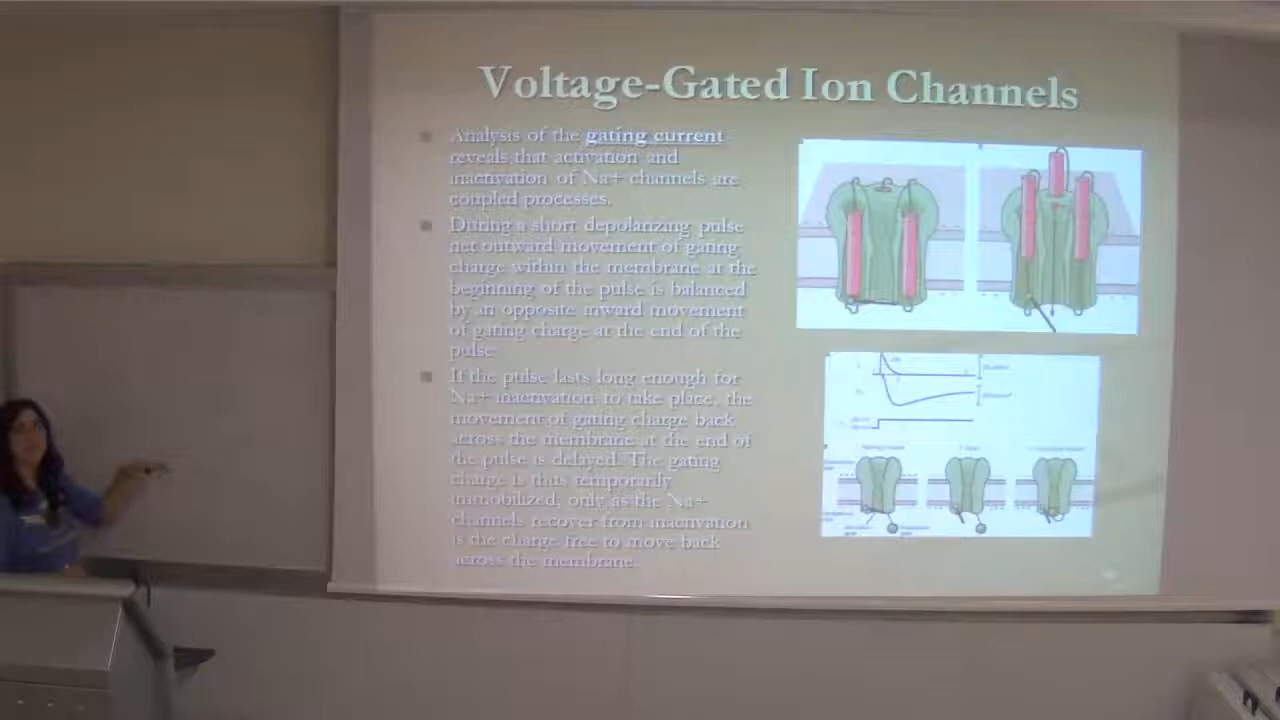 Voltage-Gated Ion Channels
Analysis of the gating current
reveals that activation and
inactivation of Na+ channels are
coupled processes.
During a short depolarizing pulse
net outward movement of gating
charge within the membrane at the
beginning of the pulse is balanced
by an opposite inward movement
of gating charge at the end of the
pulse
If the pulse lasts long enough for
Na+ inactivation to take place, the
movement of gating charge back
across the membrane at the end of
the pulse is delayed. The gating
charge is thus temporarily
immobilized; only as the Na+
channels recover from inactivation
is the charge free to move back
across the membrane.